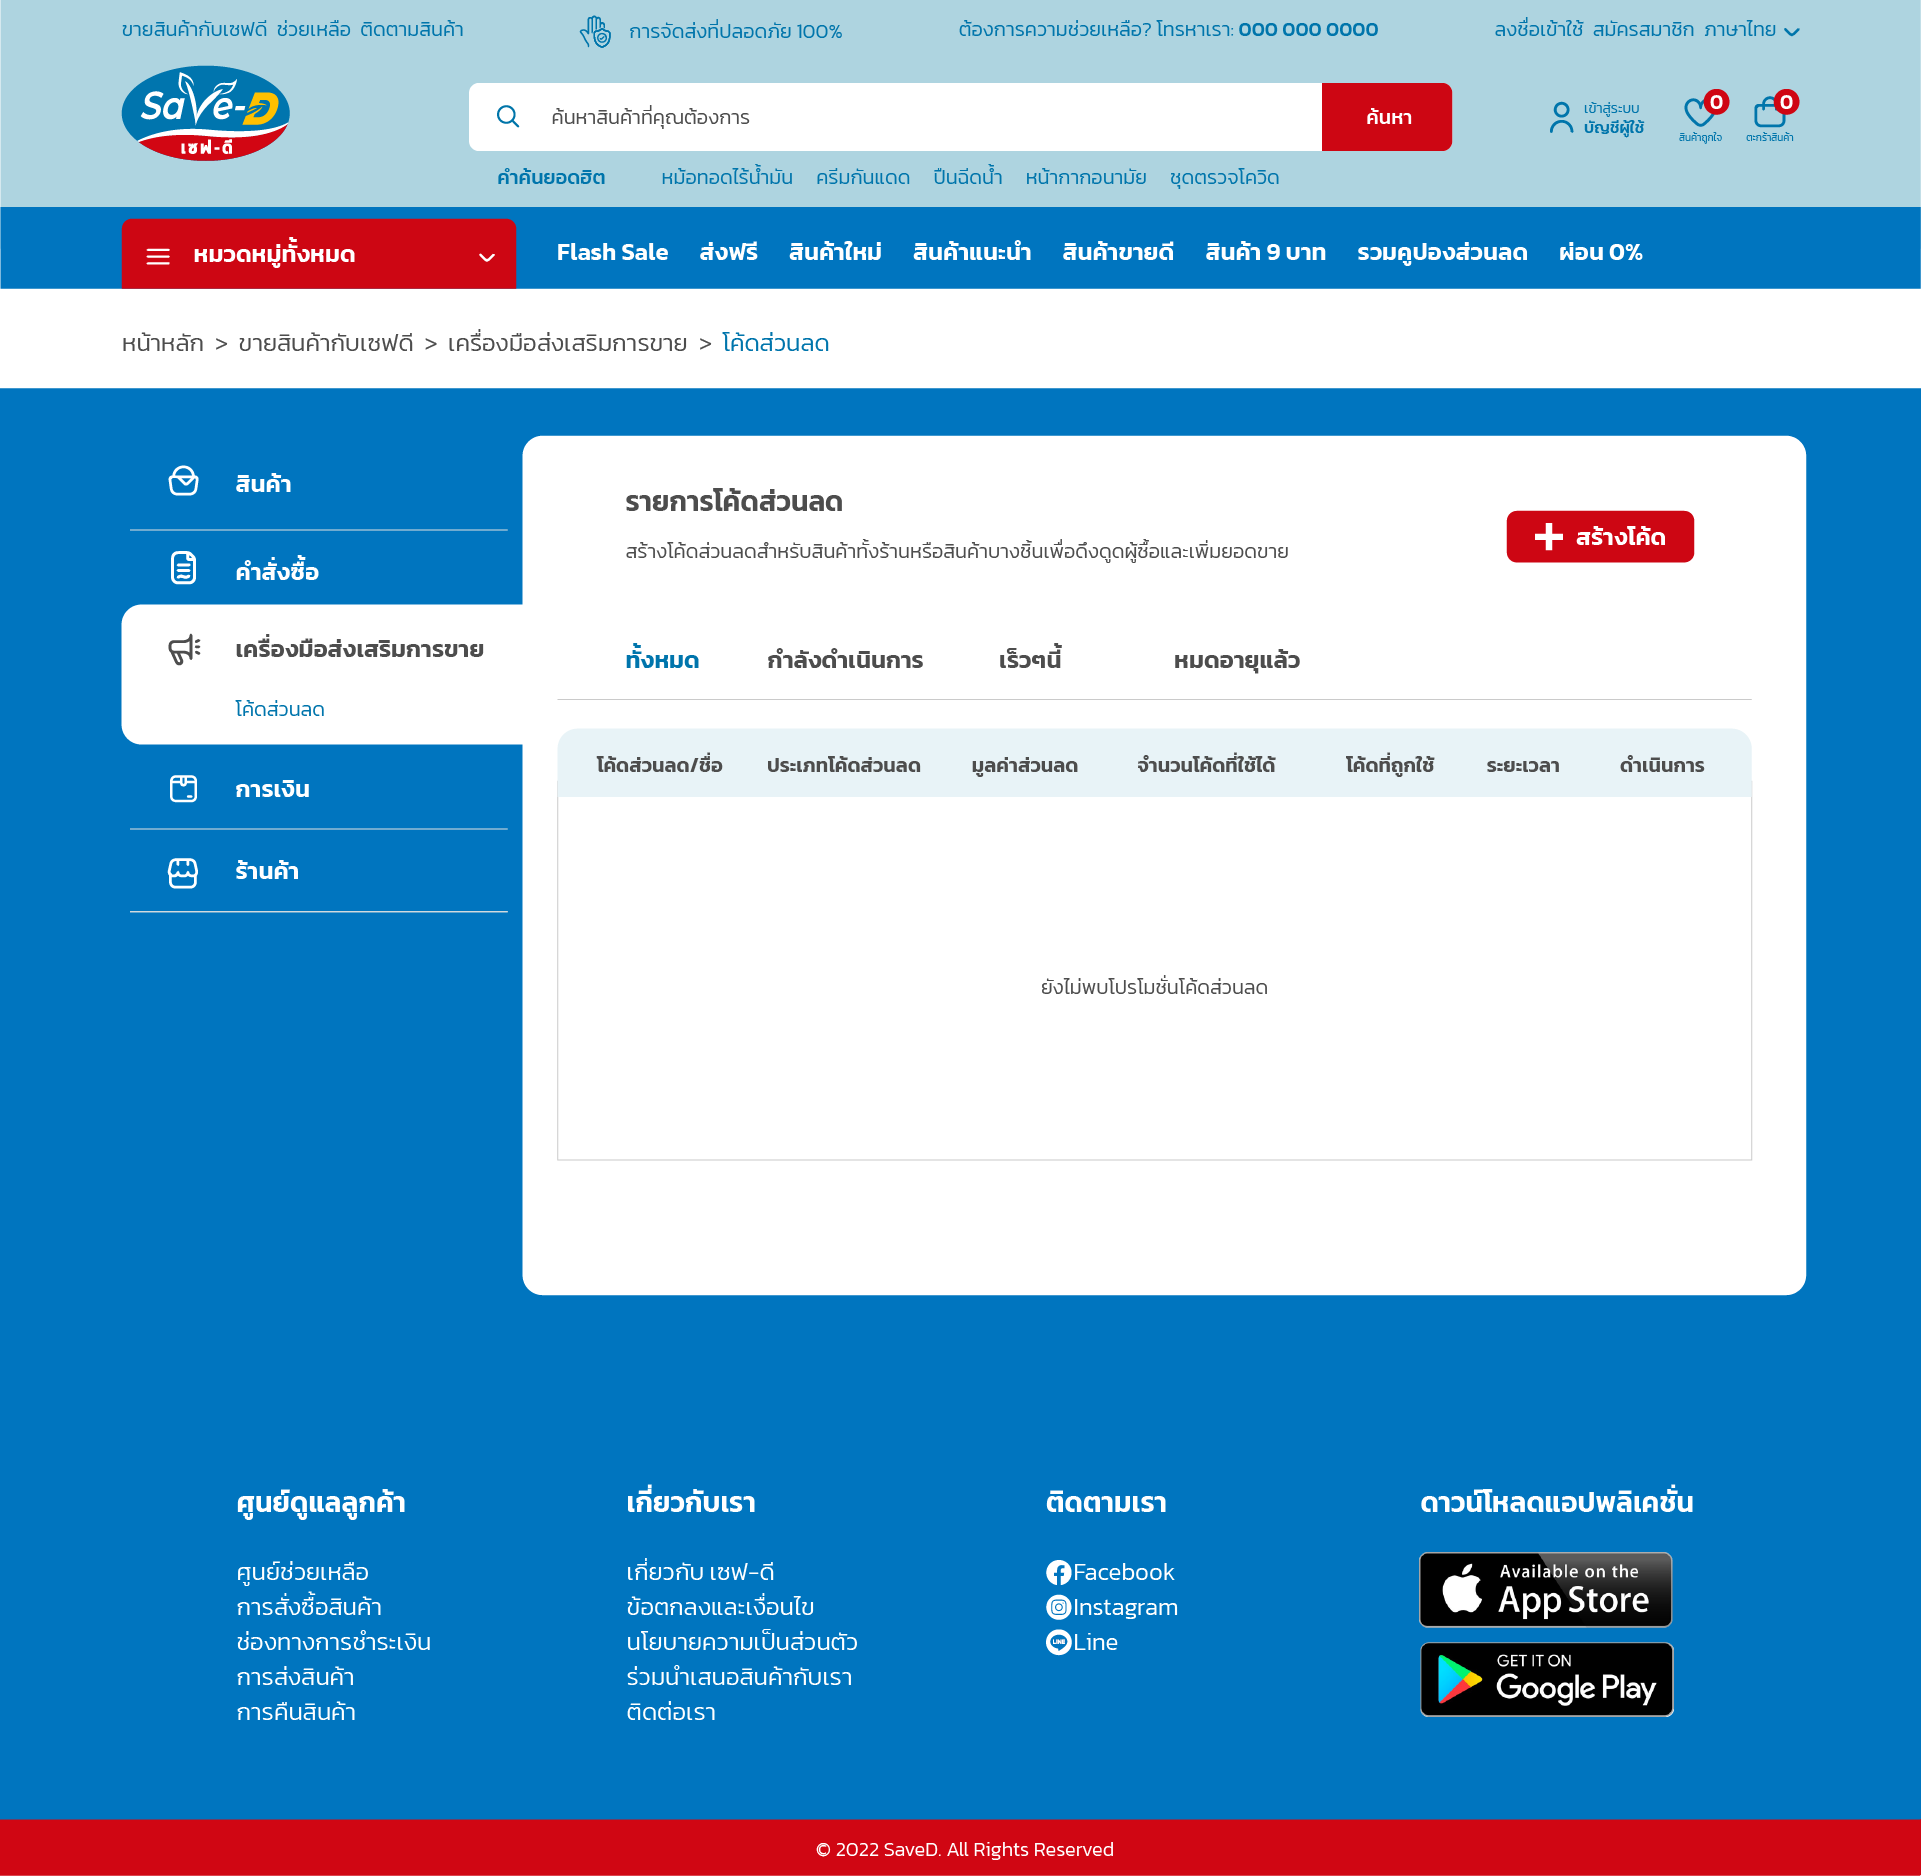 ขายสินค้ากับเซฟดี ช่วยเหลือ ติดตามสินค้า
การจัดส่งที่ปลอดภัย 100%
ต้องการความช่วยเหลือ? โทรหาเรา: 000 000 0000
ลงชื่อเข้าใช้ สมัครสมาชิก ภาษาไทย
SaVe-D
เซฟ-ดี
ค้นหาสินค้าที่คุณต้องการ
ค้นหา
เข้าสู่ระบบ
บัญชีผู้ใช้
0
สินค้าถูกใจ
0
ตะกร้าสินค้า
คำค้นยอดฮิต หม้อทอดไร้น้ำมัน ครีมกันแดด ปืนฉีดน้ำ หน้ากากอนามัย ชุดตรวจโควิด
หมวดหมู่ทั้งหมด
Flash Sale ส่งฟรี สินค้าใหม่ สินค้าแนะนำ สินค้าขายดี สินค้า 9 บาท รวมคูปองส่วนลด ผ่อน 0%
หน้าหลัก > ขายสินค้ากับเซฟดี > เครื่องมือส่งเสริมการขาย > โค้ดส่วนลด
สินค้า
คำสั่งซื้อ
เครื่องมือส่งเสริมการขาย
โค้ดส่วนลด
การเงิน
ร้านค้า
รายการโค้ดส่วนลด
สร้างโค้ดส่วนลดสำหรับสินค้าทั้งร้านหรือสินค้าบางชิ้นเพื่อดึงดูดผู้ซื้อและเพิ่มยอดขาย
สร้างโค้ด
ทั้งหมด กำลังดำเนินการ เร็วๆนี้ หมดอายุแล้ว
โค้ดส่วนลด/ชื่อ ประเภทโค้ดส่วนลด มูลค่าส่วนลด จำนวนโค้ดที่ใช้ได้ โค้ดที่ถูกใช้ ระยะเวลา ดำเนินการ
ยังไม่พบโปรโมชั่นโค้ดส่วนลด
ศูนย์ดูแลลูกค้า
ศูนย์ช่วยเหลือ
การสั่งซื้อสินค้า
ช่องทางการชำระเงิน
การส่งสินค้า
การคืนสินค้า
เกี่ยวกับเรา
เกี่ยวกับ เซฟ-ดี
ข้อตกลงและเงื่อนไข
นโยบายความเป็นส่วนตัว
ร่วมนำเสนอสินค้ากับเรา
ติดต่อเรา
ติดตามเรา
Facebook
Instagram
LINE
Line
ดาวน์โหลดแอปพลิเคชั่น
Available on the
App Store
GET IT ON
Google Play
© 2022 SaveD. All Rights Reserved